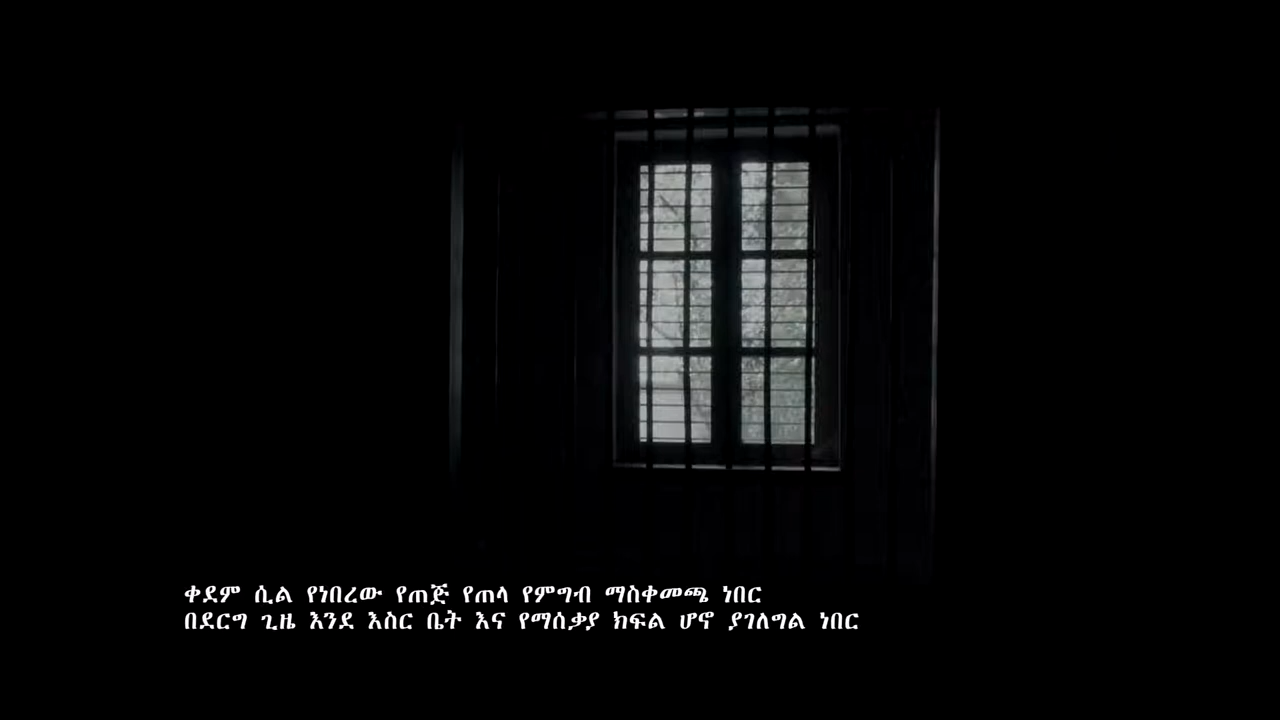 ቀደም ሲል የነበረው የጠጅ የጠላ የምግብ ማስቀመጫ ነበር
በደርግ ጊዜ እንደ እስር ቤት እና የማሰቃያ ክፍል ሆኖ ያገለግል ነበር